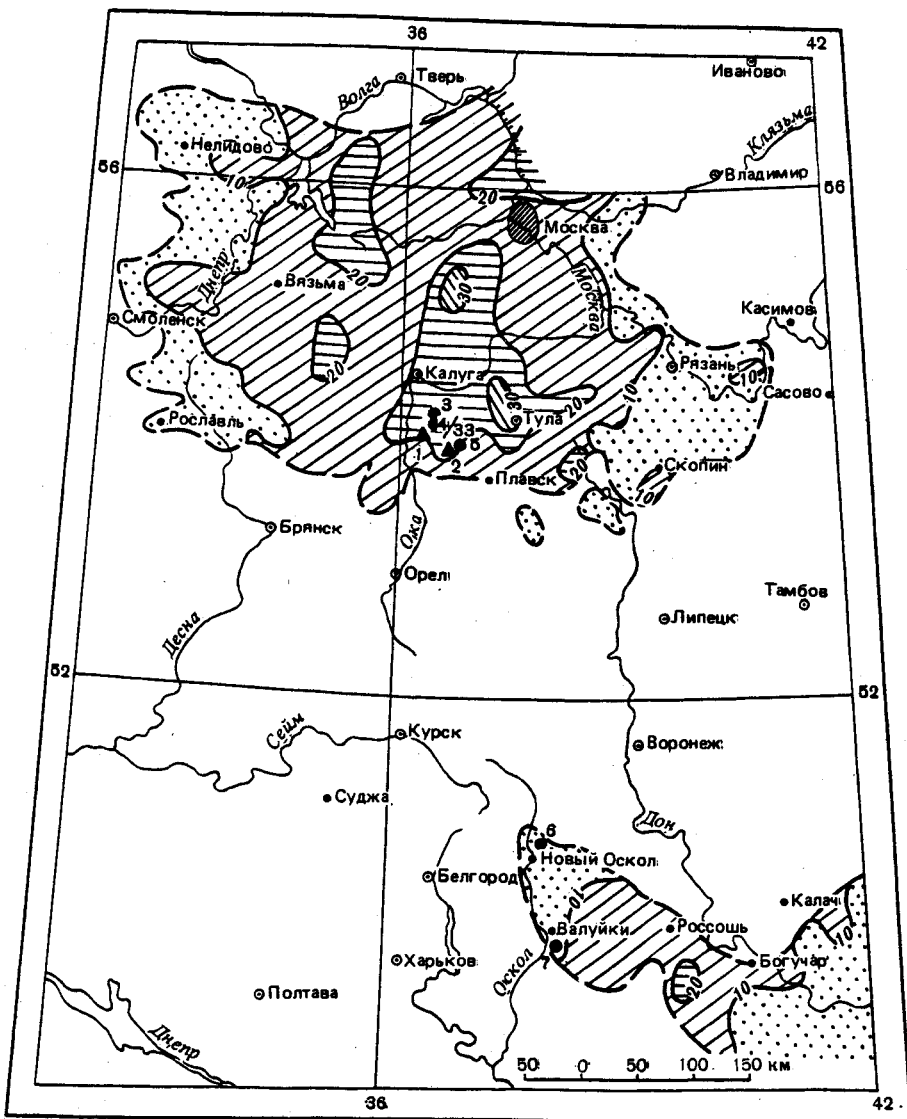 36
42
Тверь
Иваново
Волга
Клязьма
Нелидово
56
10
Владимир
56
20
Москва
Днепр
Вязьма
20
30
Москва
Касимов
Смоленск
20
Калуга
Рязань
10
Сасово
3
30
20
10
Рославль
4/33
Тула
5
1
2
20
Скопин
Плавск
10
Брянск
Ока
Орел
Тамбов
Десна
Липецк
52
52
Сейм
Курск
Воронеж
Суджа
Дон
6
Новый Оскол
Белгород
10
Калач
Валуйки
Россошь
10
Харьков
Оскол
Богучар
Полтава
20
10
Днепр
50 0 50 100 150 км
36
42